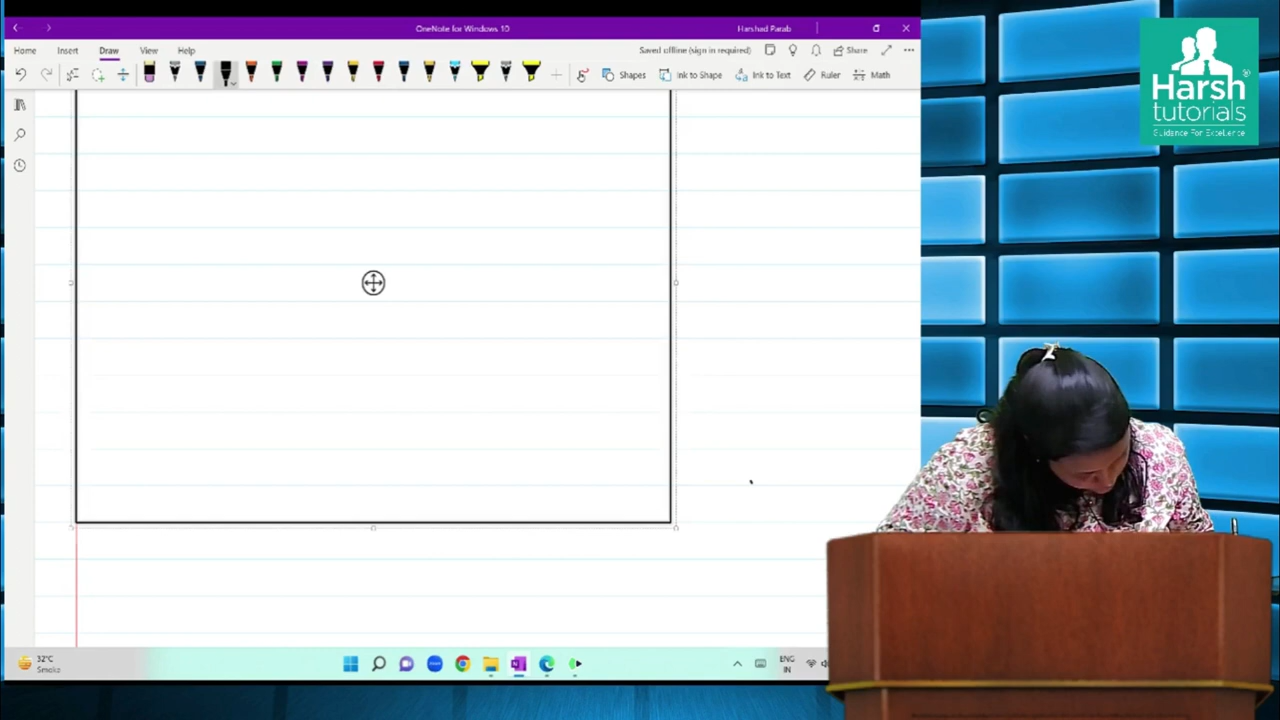 OneNote for Windows 10
Harshad Parab
Home Insert Draw View Help
Saved offline (sign in required)
Share
Shapes
Ink to Shape
Ink to Text
Ruler
Math
Harsh
tutorials
Guidance For Excellence
32°C
Smoke
ENG
IN